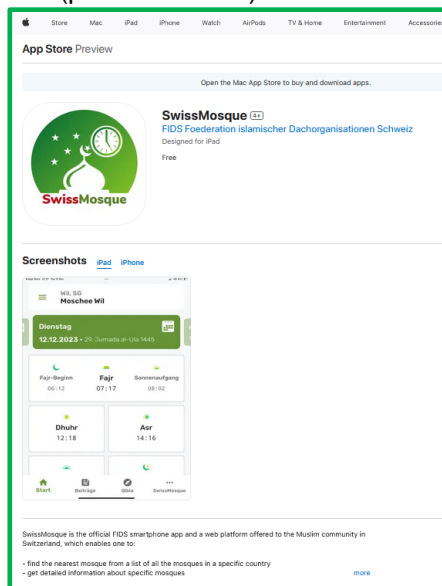 Store Mac iPad iPhone Watch AirPods TV & Home Entertainment Accessories
App Store Preview
Open the Mac App Store to buy and download apps.
SwissMosque
SwissMosque 4+
FIDS Foederation islamischer Dachorganisationen Schweiz
Designed for iPad
Free
Screenshots iPad iPhone
Wil, SG
Moschee Wil
Dienstag
12.12.2023 • 29. Jumada al-Ula 1445
Fajr-Beginn Fajr Sonnenaufgang
06:12 07:17 08:02
Dhuhr Asr
12:18 14:16
Start Beiträge Qibla SwissMosque
SwissMosque is the official FIDS smartphone app and a web platform offered to the Muslim community in
Switzerland, which enables one to:
- find the nearest mosque from a list of all the mosques in a specific country
- get detailed information about specific mosques more